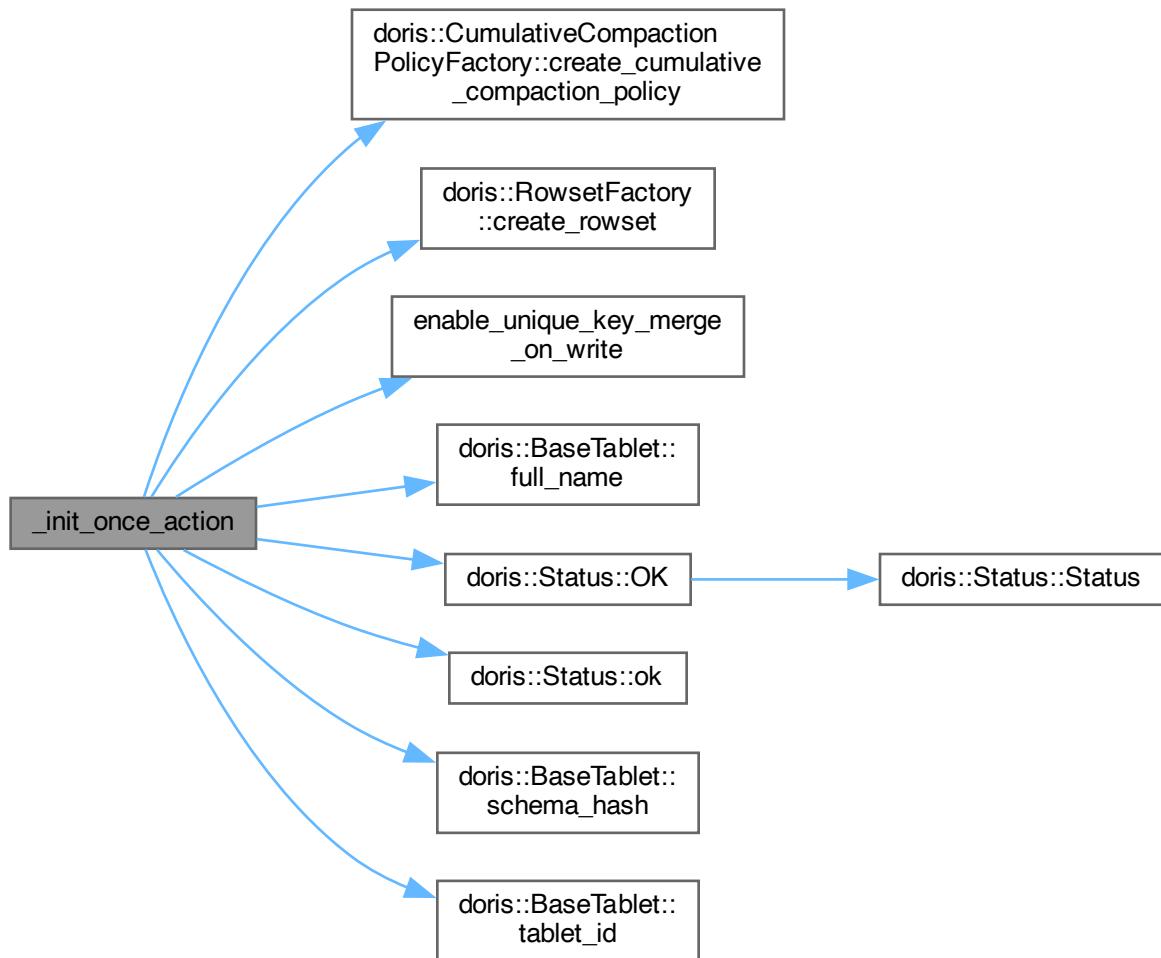 doris::CumulativeCompaction
PolicyFactory::create_cumulative
_compaction_policy
doris::RowsetFactory
::create_rowset
enable_unique_key_merge
_on_write
doris::BaseTablet::
full_name
_init_once_action
doris::Status::OK
doris::Status::Status
doris::Status::ok
doris::BaseTablet::
schema_hash
doris::BaseTablet::
tablet_id